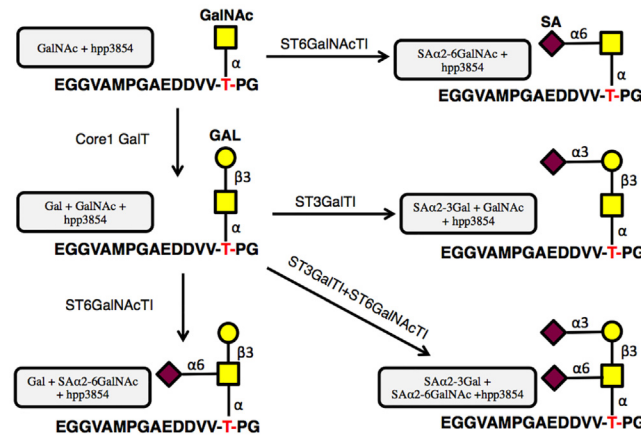 GalNAc
SA
GalNAc + hpp3854
ST6GalNAcTI
SAα2-6GalNAc +
hpp3854
α6
α
α
EGGVAMPGAEDDVV-T-PG
EGGVAMPGAEDDVV-T-PG
Core1 GalT
GAL
β3
α3
β3
Gal + GalNAc +
hpp3854
ST3GalTI
SAα2-3Gal + GalNAc
+ hpp3854
α
α
EGGVAMPGAEDDVV-T-PG
EGGVAMPGAEDDVV-T-PG
ST6GalNAcTI
ST3GalTI+ST6GalNAcTI
β3
α3
β3
Gal + SAα2-6GalNAc
+ hpp3854
α6
SAα2-3Gal +
SAα2-6GalNAc +hpp3854
α6
α
α
EGGVAMPGAEDDVV-T-PG
EGGVAMPGAEDDVV-T-PG